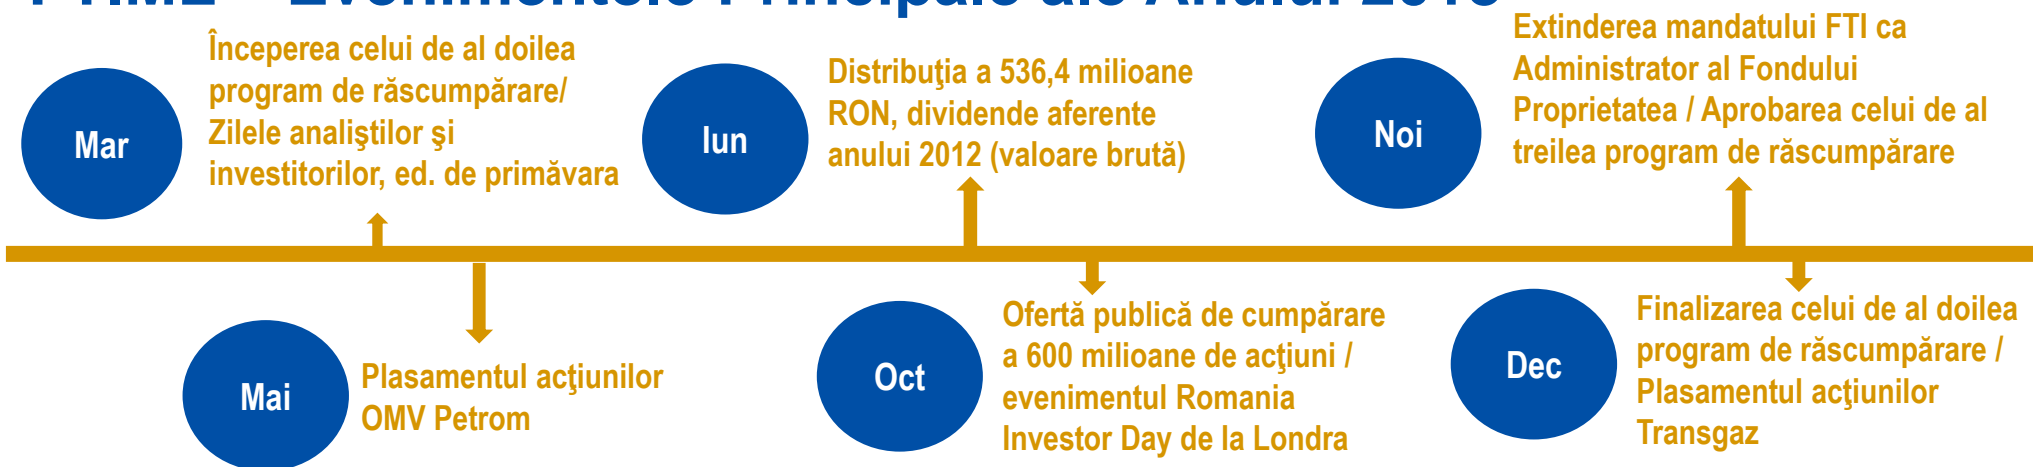 Evenimentele Principale ale Anului
Mar
Începerea celui de al doilea
program de răscumpărare/
Zilele analiştilor şi
investitorilor, ed. de primăvara
Mai
Plasamentul acţiunilor
OMV Petrom
Iun
Distribuţia a 536,4 milioane
RON, dividende aferente
anului 2012 (valoare brută)
Oct
Ofertă publică de cumpărare
a 600 milioane de acţiuni /
evenimentul Romania
Investor Day de la Londra
Noi
Extinderea mandatului FTI ca
Administrator al Fondului
Proprietatea / Aprobarea celui de al
treilea program de răscumpărare
Dec
Finalizarea celui de al doilea
program de răscumpărare /
Plasamentul acţiunilor
Transgaz